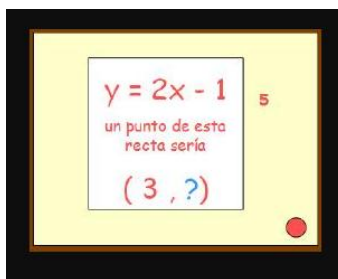 y = 2x - 1
5
un punto de esta
recta sería
( 3 , ?)